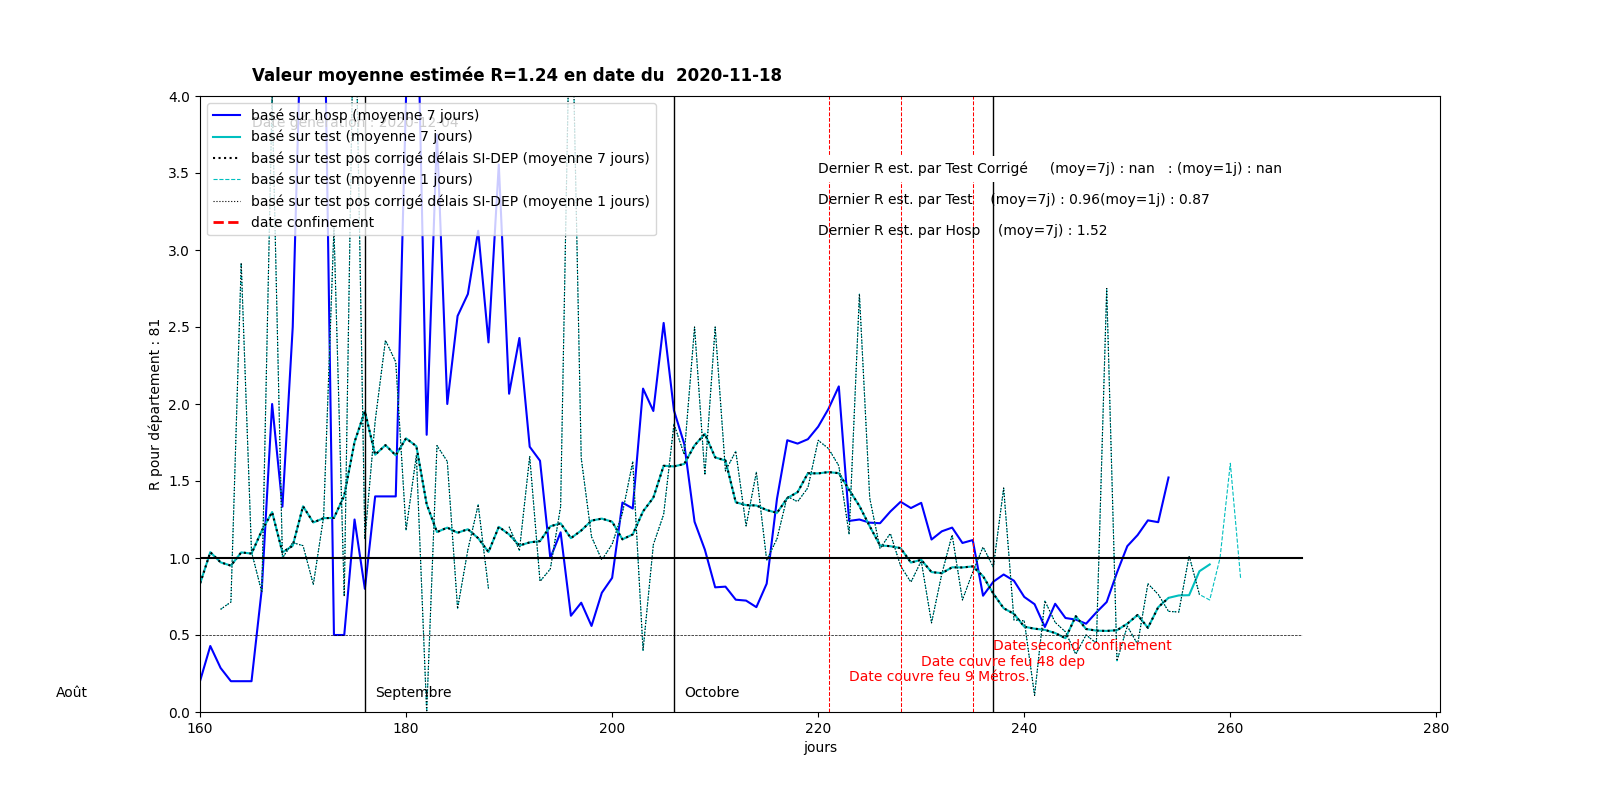 Valeur moyenne estimée R=1.24 en date du  2020-11-18
4.0
3.5
3.0
2.5
2.0
1.5
1.0
0.5
0.0
R pour département : 81
basé sur hosp (moyenne 7 jours)
Date génération : 2020-12-04
basé sur test (moyenne 7 jours)
basé sur test pos corrigé délais SI-DEP (moyenne 7 jours)
basé sur test (moyenne 1 jours)
basé sur test pos corrigé délais SI-DEP (moyenne 1 jours)
date confinement
Dernier R est. par Test Corrigé     (moy=7j) : nan   : (moy=1j) : nan
Dernier R est. par Test    (moy=7j) : 0.96(moy=1j) : 0.87
Dernier R est. par Hosp    (moy=7j) : 1.52
Date second confinement
Date couvre feu 48 dep
Date couvre feu 9 Métros.
Août
Septembre
Octobre
160
180
200
220
240
260
280
jours